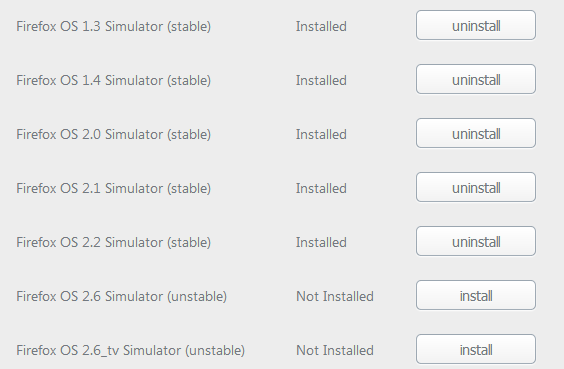 Firefox OS 1.3 Simulator (stable) Installed uninstall
Firefox OS 1.4 Simulator (stable) Installed uninstall
Firefox OS 2.0 Simulator (stable) Installed uninstall
Firefox OS 2.1 Simulator (stable) Installed uninstall
Firefox OS 2.2 Simulator (stable) Installed uninstall
Firefox OS 2.6 Simulator (unstable) Not Installed install
Firefox OS 2.6_tv Simulator (unstable) Not Installed install